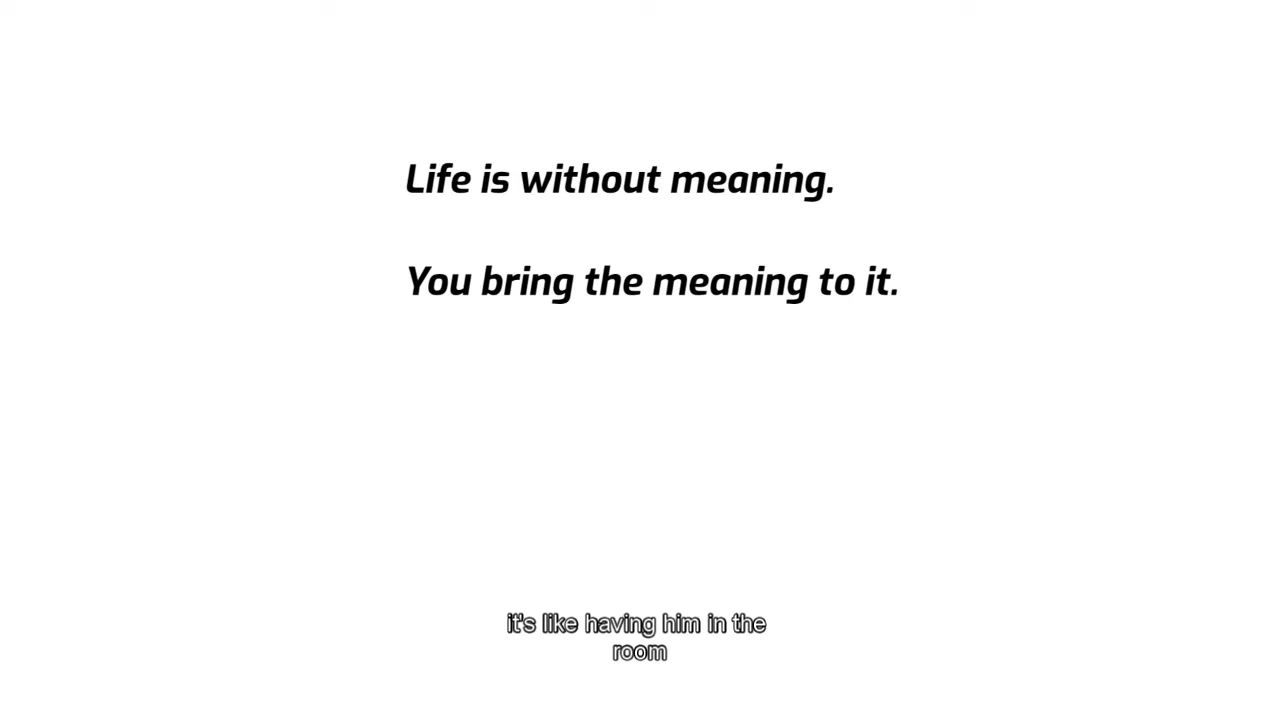 Life is without meaning.
You bring the meaning to it.
it's like having him in the
room